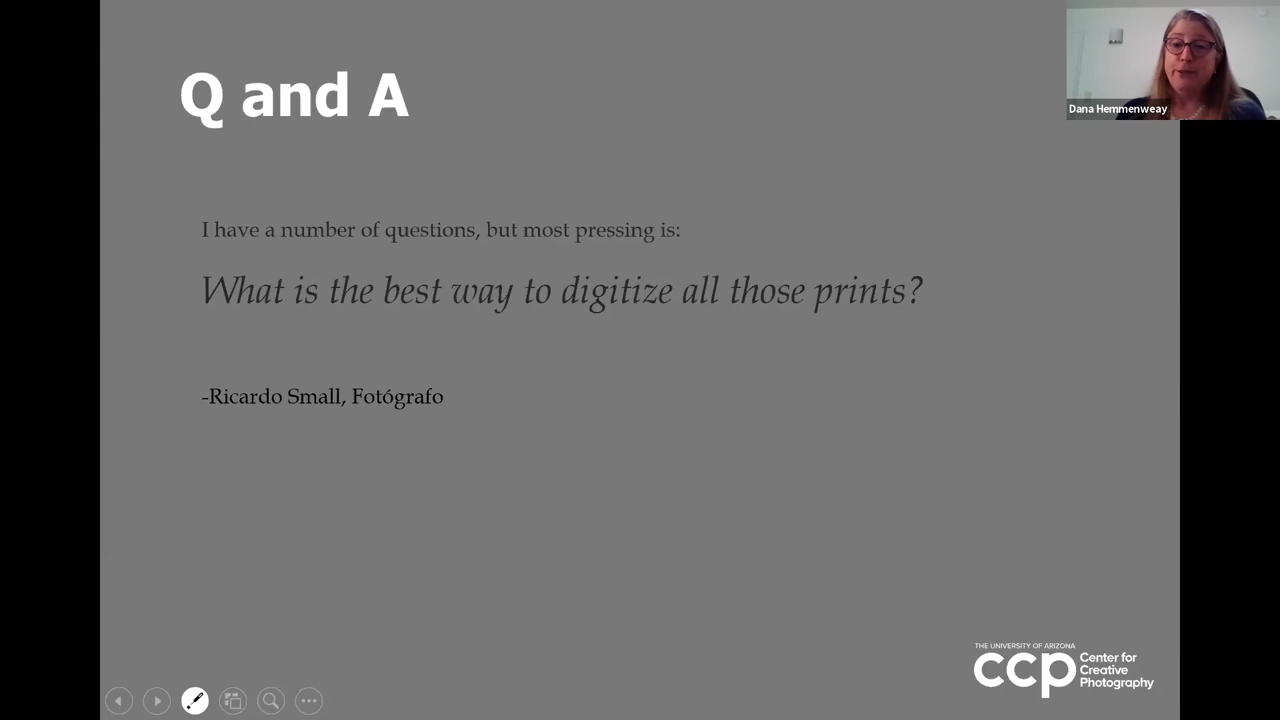 Q and A
Dana Hemmenweay
I have a number of questions, but most pressing is:
What is the best way to digitize all those prints?
-Ricardo Small, Fotógrafo
THE UNIVERSITY OF ARIZONA
ccp
Center for
Creative
Photography